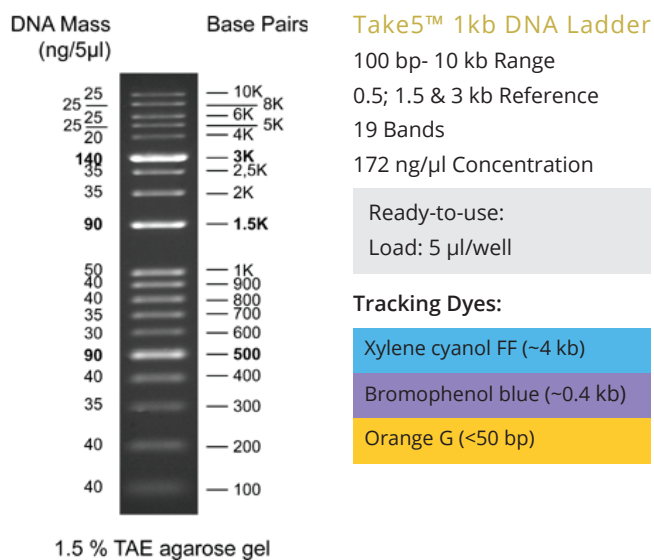 DNA Mass
(ng/5µl)
Base Pairs
25
25
25
25
20
140
35
35
90
50
40
40
35
30
90
40
35
40
40
10K
8K
6K
5K
4K
3K
2,5K
2K
1.5K
1K
900
800
700
600
500
400
300
200
100
1.5 % TAE agarose gel
Take5™ 1kb DNA Ladder
100 bp- 10 kb Range
0.5; 1.5 & 3 kb Reference
19 Bands
172 ng/µl Concentration
Ready-to-use:
Load: 5 µl/well
Tracking Dyes:
Xylene cyanol FF (~4 kb)
Bromophenol blue (~0.4 kb)
Orange G (<50 bp)